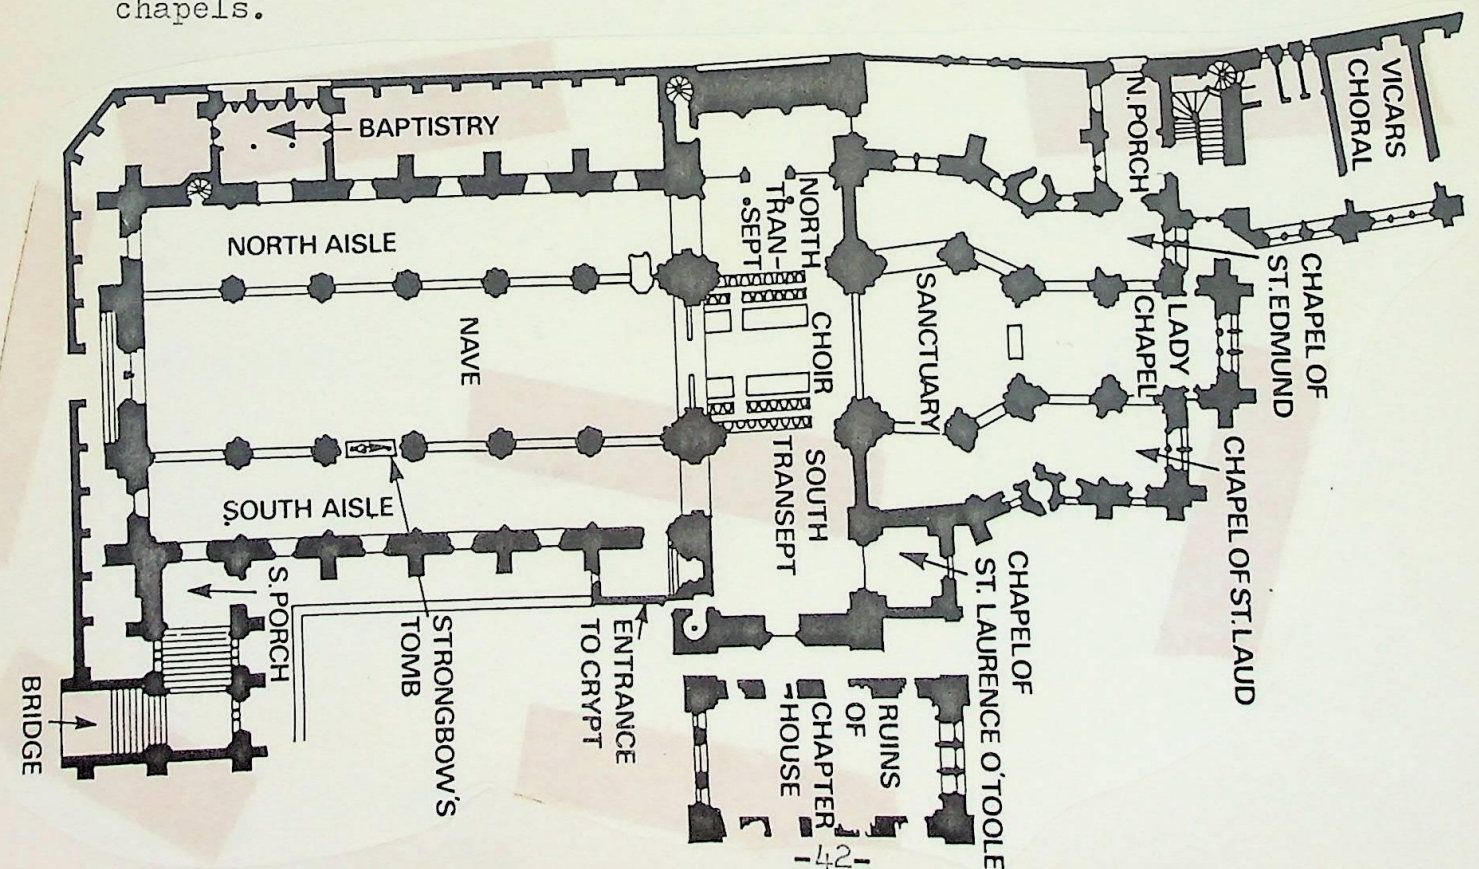 chapels.
BAPTISTRY
NORTH AISLE
NAVE
SOUTH AISLE
S. PORCH
BRIDGE
STRONGBOW'S
TOMB
ENTRANCE
TO CRYPT
NORTH
TRAN-
SEPT
CHOIR
SOUTH
TRANSEPT
SANCTUARY
N. PORCH
VICARS
CHORAL
LADY
CHAPEL
CHAPEL OF
ST. EDMUND
CHAPEL OF ST. LAUD
CHAPEL OF
ST. LAURENCE O'TOOLE
RUINS
OF
CHAPTER
HOUSE
-42-